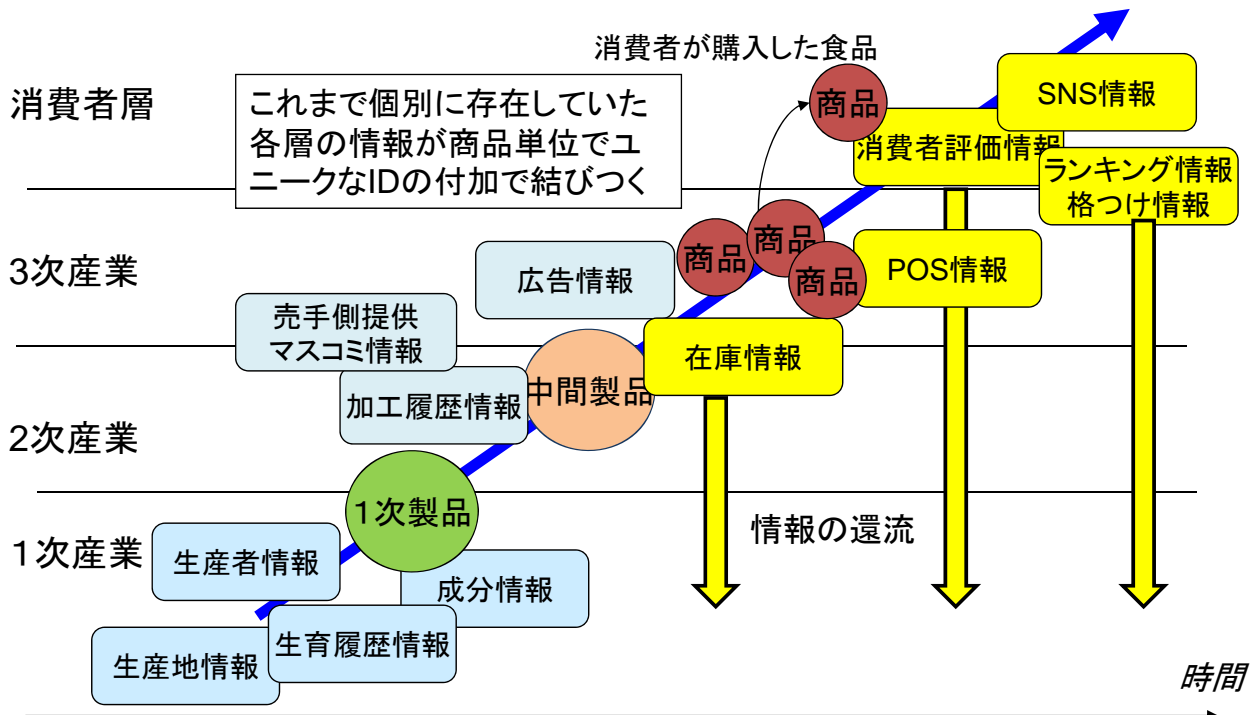 消費者が購入した食品
消費者層
これまで個別に存在していた
各層の情報が商品単位でユ
ニークなIDの付加で結びつく
商品
SNS情報
消費者評価情報
ランキング情報
格つけ情報
3次産業
広告情報
商品
商品
商品
POS情報
売手側提供
マスコミ情報
在庫情報
加工履歴情報
中間製品
2次産業
1次製品
情報の還流
1次産業
生産者情報
成分情報
生育履歴情報
生産地情報
時間